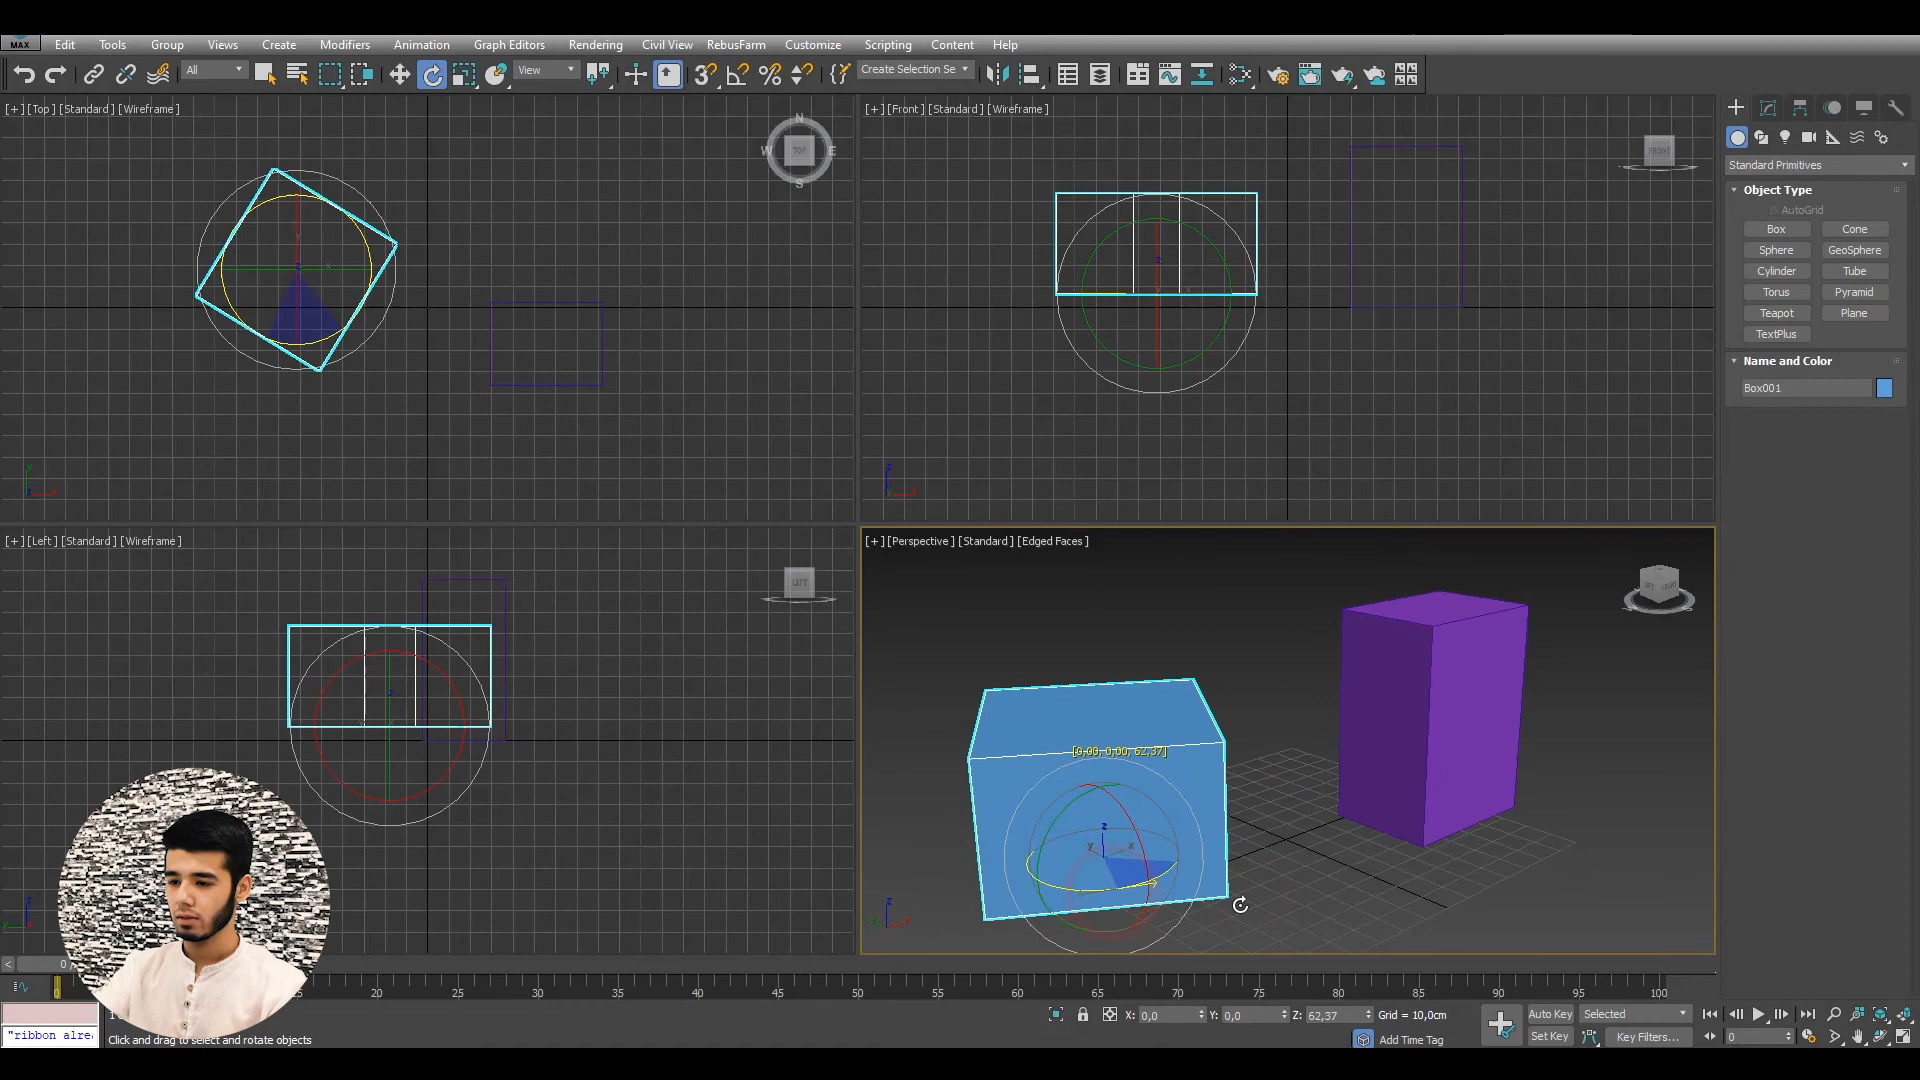 MAX Edit Tools Group Views Create Modifiers Animation Graph Editors Rendering Civil View RebusFarm Customize Scripting Content Help
All View Create Selection Se
[+] [Top] [Standard] [Wireframe]
N
W TOP E
S
[+] [Front] [Standard] [Wireframe]
FRONT
Standard Primitives
Object Type
AutoGrid
Box Cone
Sphere GeoSphere
Cylinder Tube
Torus Pyramid
Teapot Plane
TextPlus
Name and Color
Box001
[+] [Left] [Standard] [Wireframe]
LEFT
[+] [Perspective] [Standard] [Edged Faces]
[0,00, 0,00, 62,37]
z
y x
0
20 25 30 35 40 45 50 55 60 65 70 75 80 85 90 95 100
X: 0,0 Y: 0,0 Z: 62,37 Grid = 10,0cm
Auto Key Selected
"ribbon alre
Click and drag to select and rotate objects
Add Time Tag
Set Key Key Filters...
0